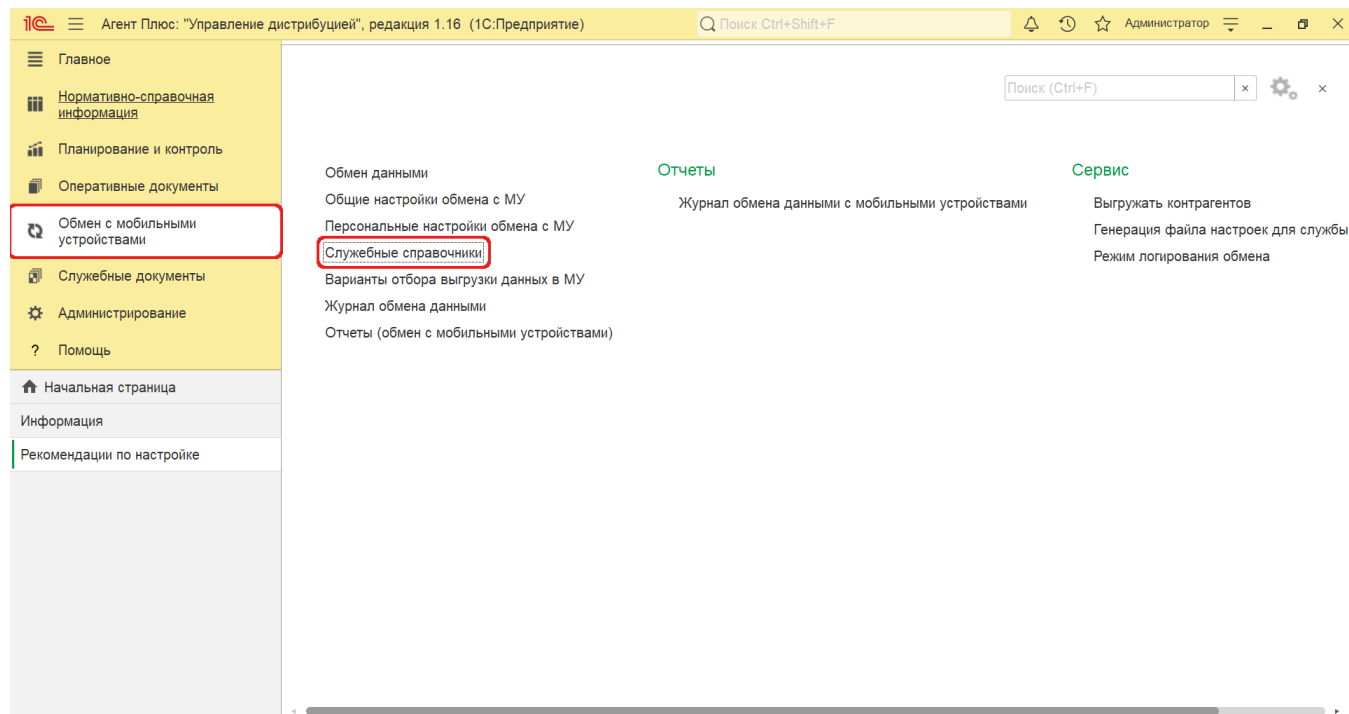 1С Агент Плюс: "Управление дистрибуцией", редакция 1.16 (1С:Предприятие) Поиск Ctrl+Shift+F Администратор
Главное
Нормативно-справочная
информация
Планирование и контроль
Оперативные документы
Обмен с мобильными
устройствами
Служебные документы
Администрирование
? Помощь
Начальная страница
Информация
Рекомендации по настройке
Поиск (Ctrl+F)
Обмен данными
Общие настройки обмена с МУ
Персональные настройки обмена с МУ
Служебные справочники
Варианты отбора выгрузки данных в МУ
Журнал обмена данными
Отчеты (обмен с мобильными устройствами)
Отчеты
Журнал обмена данными с мобильными устройствами
Сервис
Выгружать контрагентов
Генерация файла настроек для службы
Режим логирования обмена